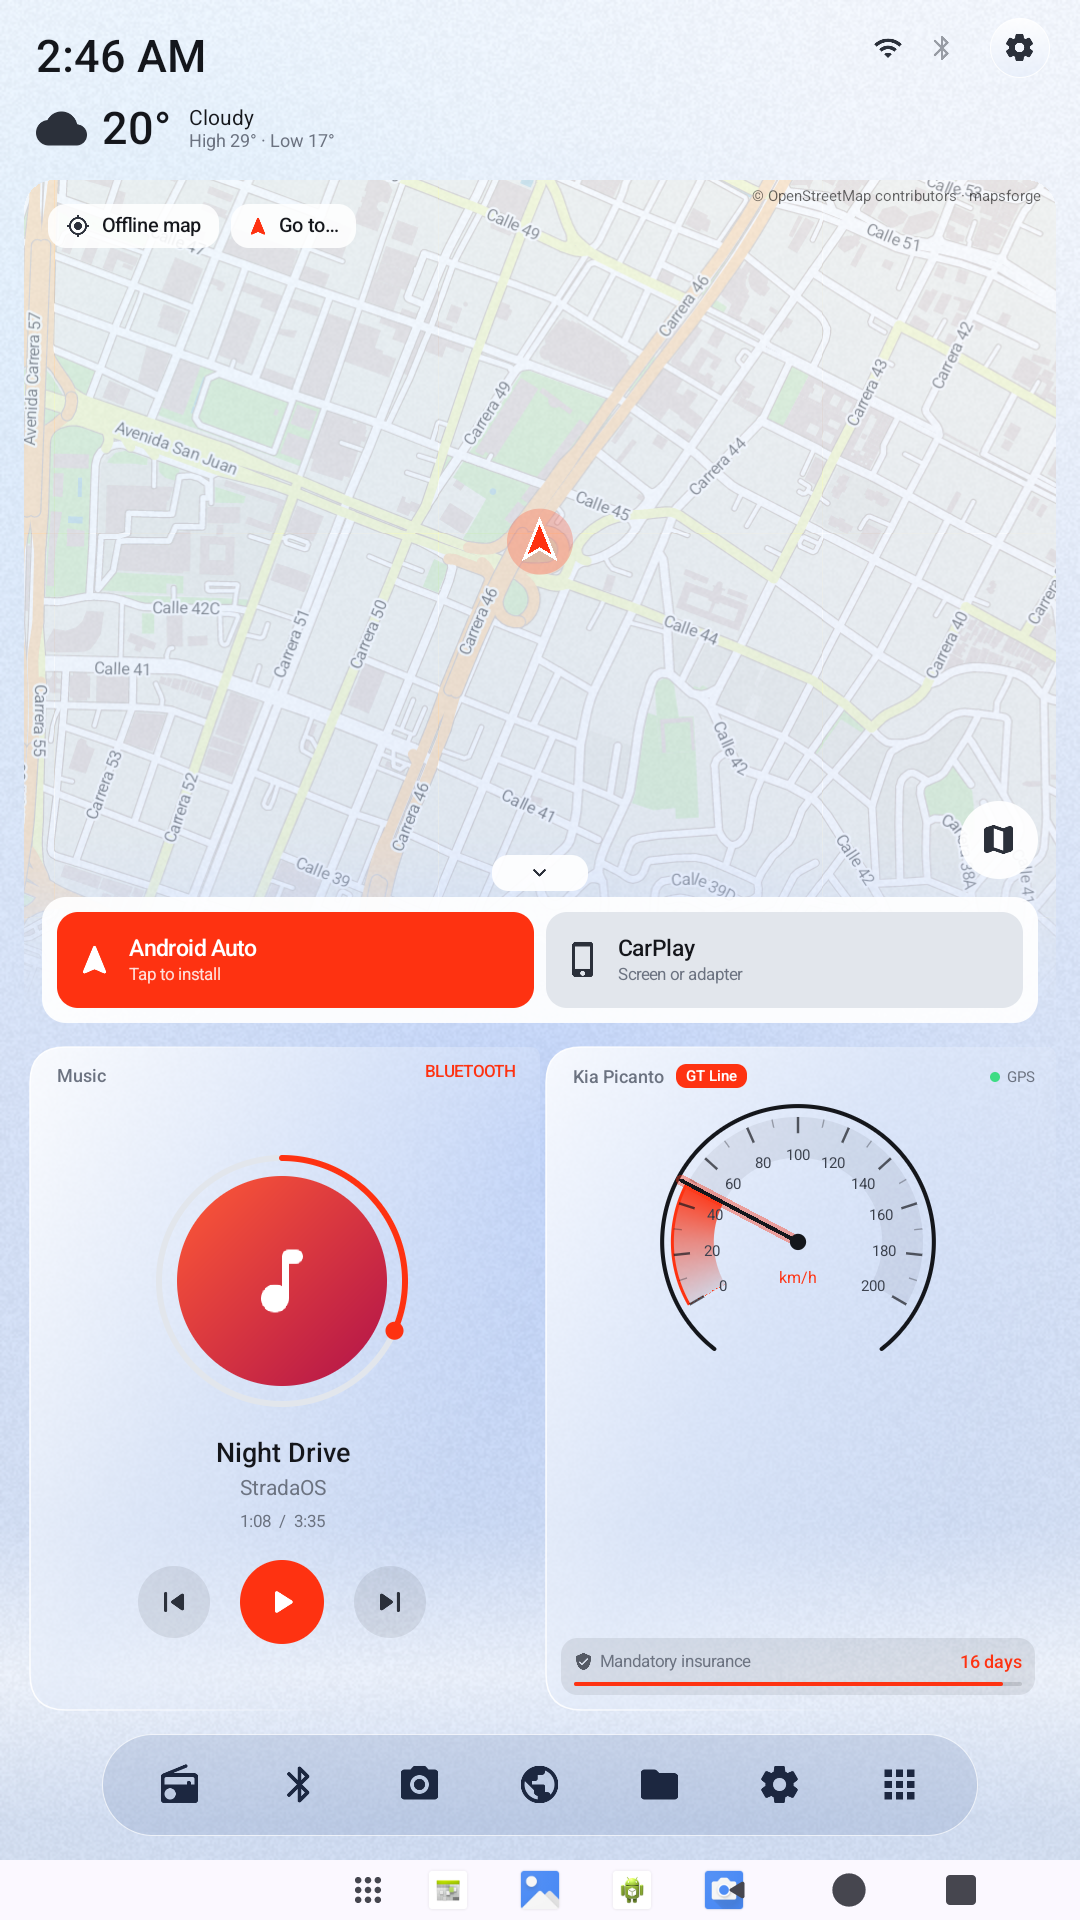 2:46 AM
20°
Cloudy
High 29° · Low 17°
© OpenStreetMap contributors · mapsforge
Offline map
Go to...
Calle 49
Calle 51
Carrera 46
Avenida Carrera 57
Carrera 42
Carrera 43
Carrera 49
Avenida San Juan
Carrera 44
Calle 45
Calle 42C
Carrera 51
Carrera 50
Carrera 46
Calle 44
Carrera 40
Calle 41
Carrera 55
Calle 42
Carrera 53
Carrera 52
Carrera 46
Calle 41
Calle 42
Calle 39
Calle 39D
Android Auto
Tap to install
CarPlay
Screen or adapter
Music
BLUETOOTH
Kia Picanto
GT Line
GPS
0
20
40
60
80
100
120
140
160
180
200
km/h
Night Drive
StradaOS
1:08 / 3:35
Mandatory insurance
16 days